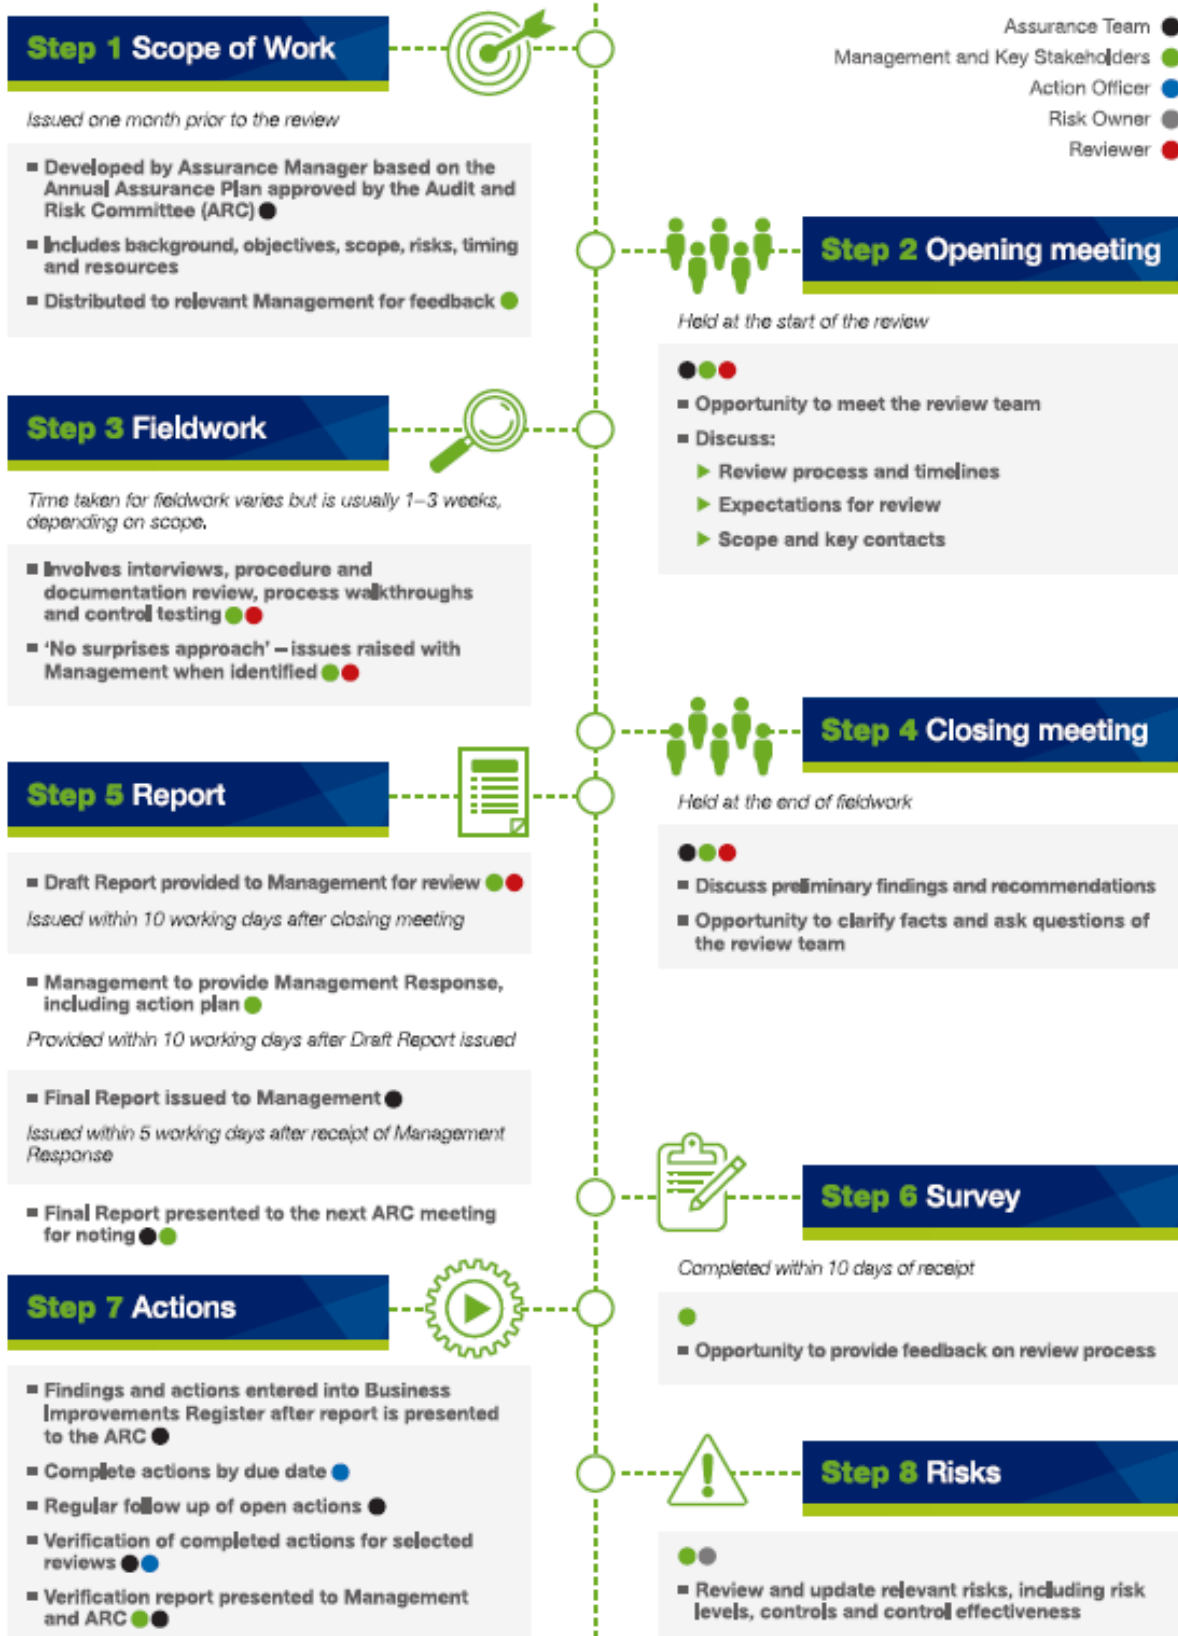 Step 1 Scope of Work
Issued one month prior to the review
Developed by Assurance Manager based on the
Annual Assurance Plan approved by the Audit and
Risk Committee (ARC)
Includes background, objectives, scope, risks, timing
and resources
Distributed to relevant Management for feedback
Assurance Team
Management and Key Stakeholders
Action Officer
Risk Owner
Reviewer
Step 2 Opening meeting
Held at the start of the review
Opportunity to meet the review team
Discuss:
Review process and timelines
Expectations for review
Scope and key contacts
Step 3 Fieldwork
Time taken for fieldwork varies but is usually 1–3 weeks,
depending on scope.
Involves interviews, procedure and
documentation review, process walkthroughs
and control testing
'No surprises approach' – issues raised with
Management when identified
Step 4 Closing meeting
Held at the end of fieldwork
Discuss preliminary findings and recommendations
Opportunity to clarify facts and ask questions of
the review team
Step 5 Report
Draft Report provided to Management for review
Issued within 10 working days after closing meeting
Management to provide Management Response,
including action plan
Provided within 10 working days after Draft Report issued
Final Report issued to Management
Issued within 5 working days after receipt of Management
Response
Final Report presented to the next ARC meeting
for noting
Step 6 Survey
Completed within 10 days of receipt
Opportunity to provide feedback on review process
Step 7 Actions
Findings and actions entered into Business
Improvements Register after report is presented
to the ARC
Complete actions by due date
Regular follow up of open actions
Verification of completed actions for selected
reviews
Verification report presented to Management
and ARC
Step 8 Risks
Review and update relevant risks, including risk
levels, controls and control effectiveness